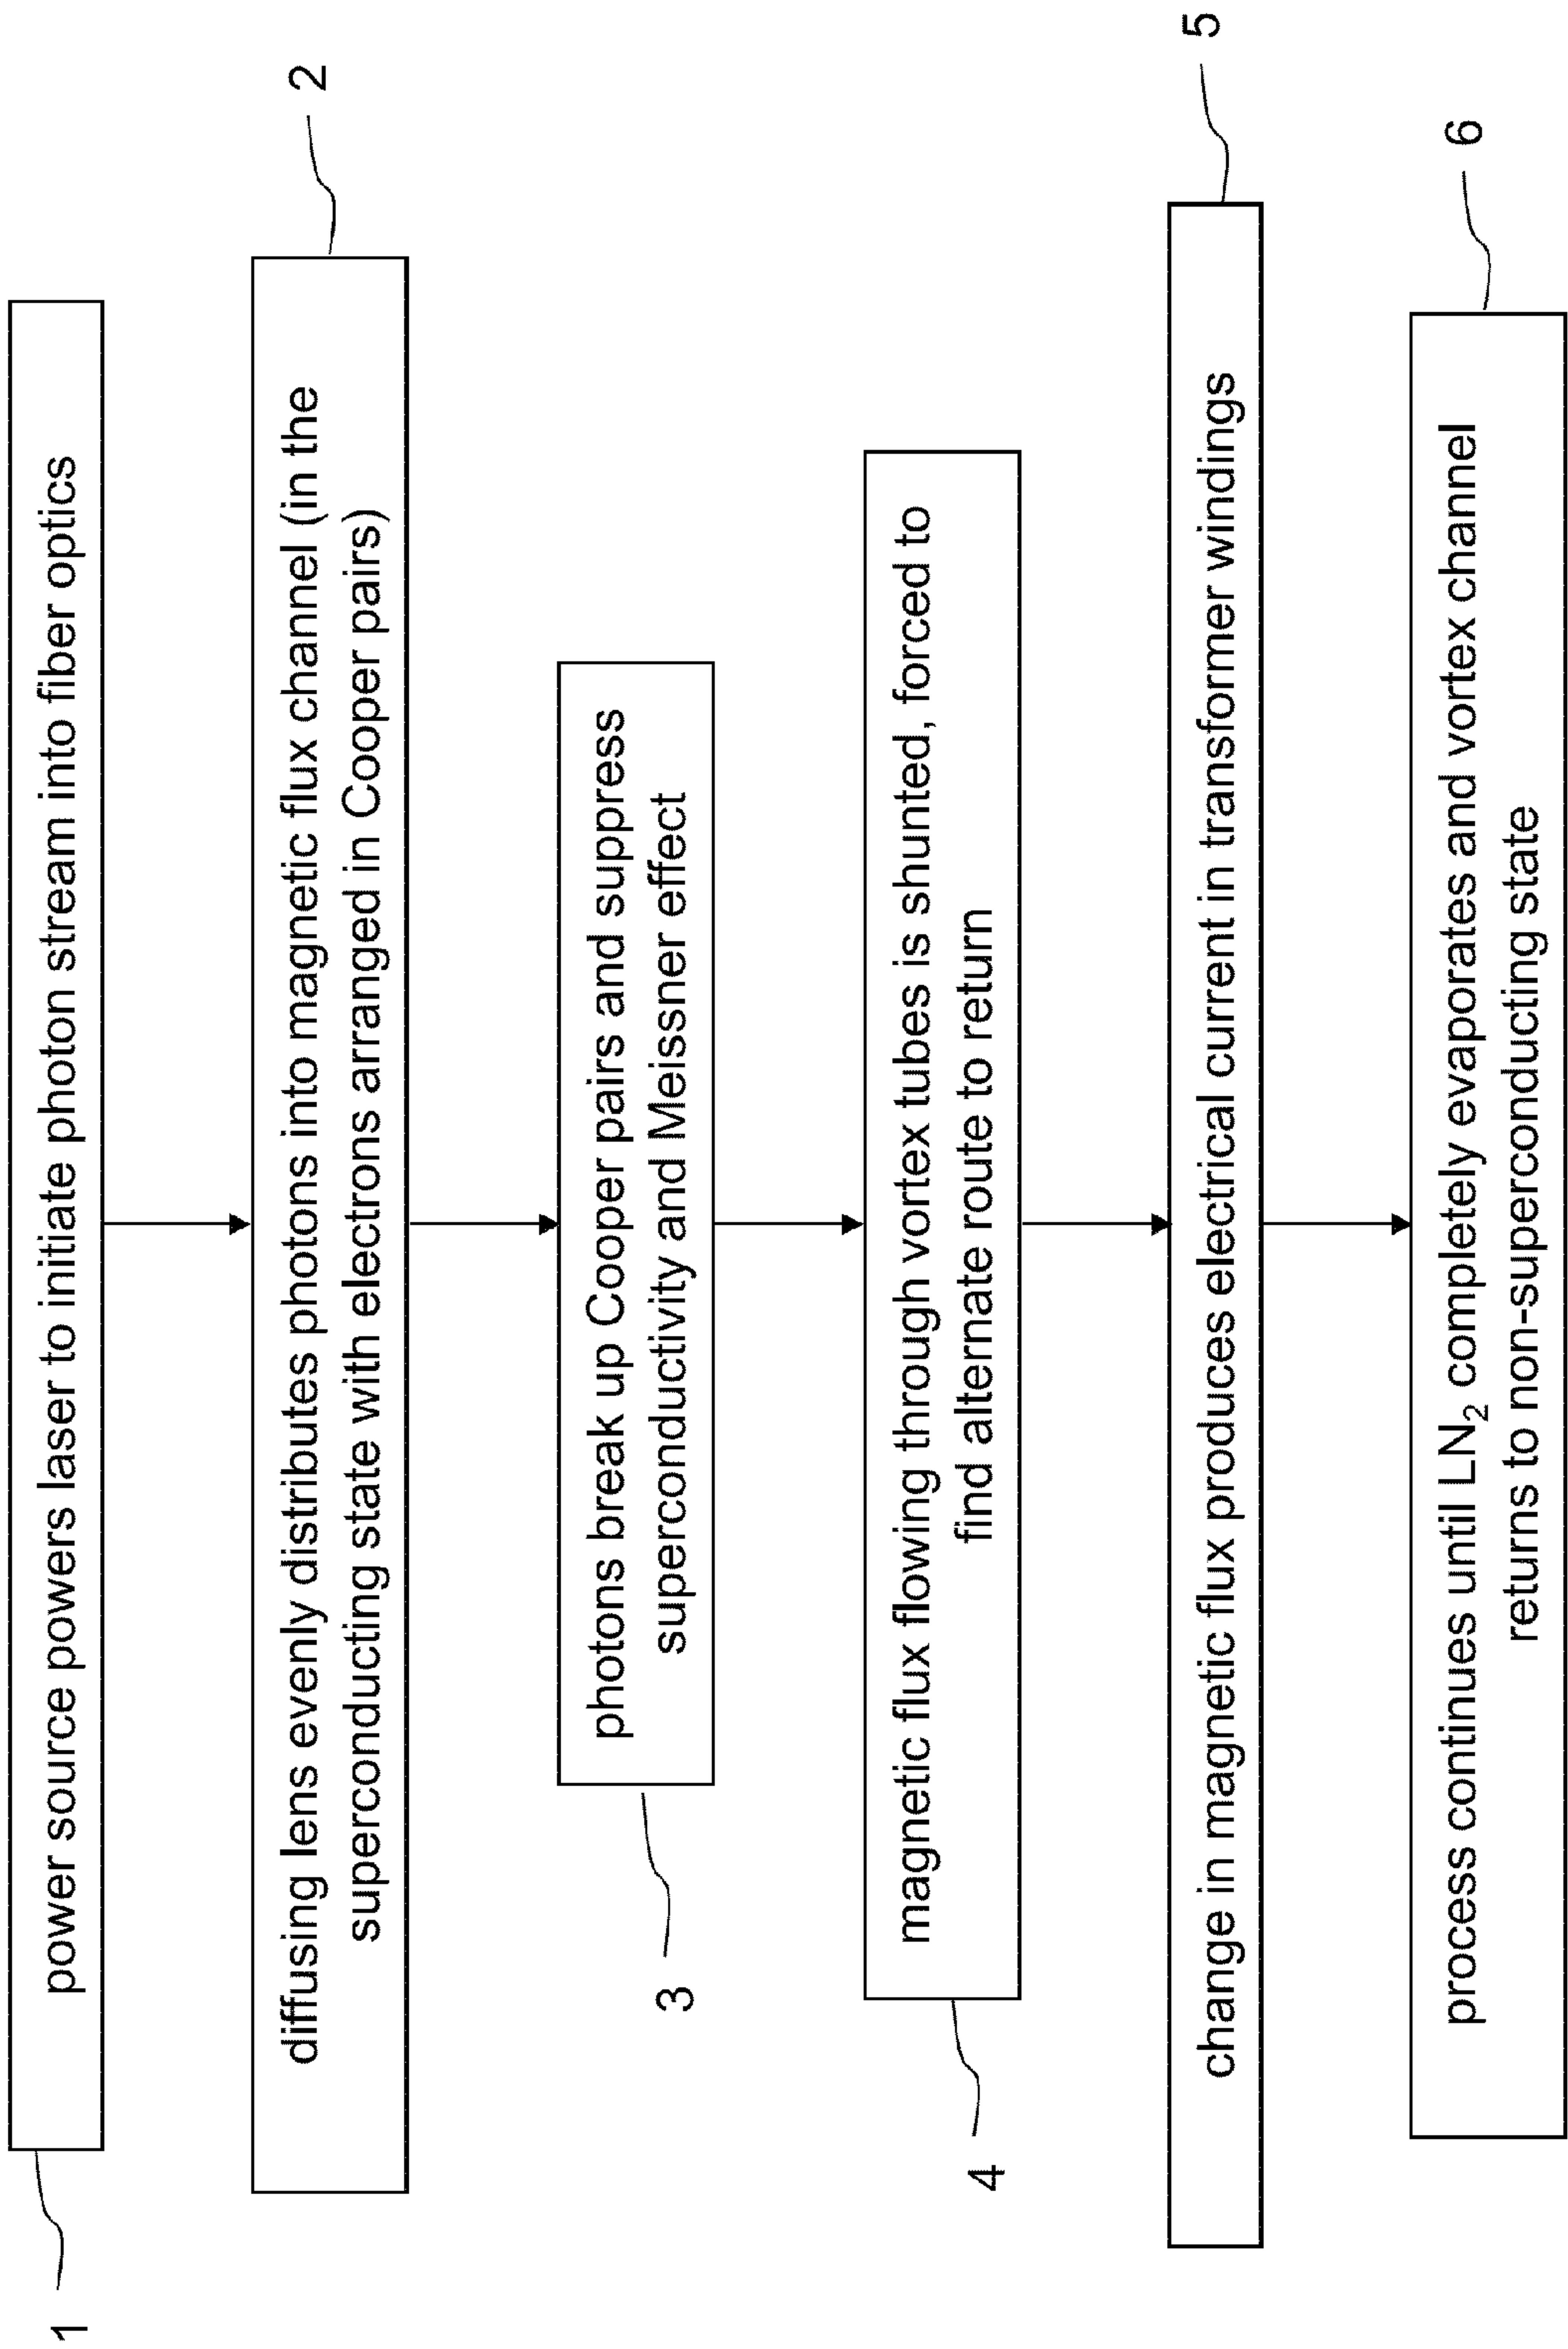 1
power source powers laser to initiate photon stream into fiber optics
2
diffusing lens evenly distributes photons into magnetic flux channel (in the
superconducting state with electrons arranged in Cooper pairs)
3
photons break up Cooper pairs and suppress
superconductivity and Meissner effect
4
magnetic flux flowing through vortex tubes is shunted, forced to
find alternate route to return
5
change in magnetic flux produces electrical current in transformer windings
6
process continues until LN₂ completely evaporates and vortex channel
returns to non-superconducting state